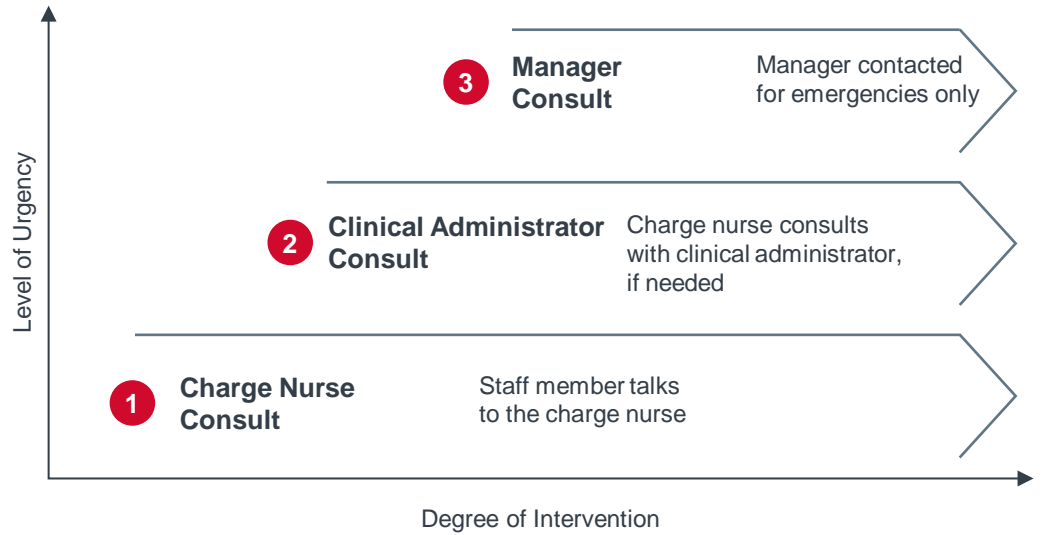 Level of Urgency
3
Manager
Consult
Manager contacted
for emergencies only
2
Clinical Administrator
Consult
Charge nurse consults
with clinical administrator,
if needed
1
Charge Nurse
Consult
Staff member talks
to the charge nurse
Degree of Intervention